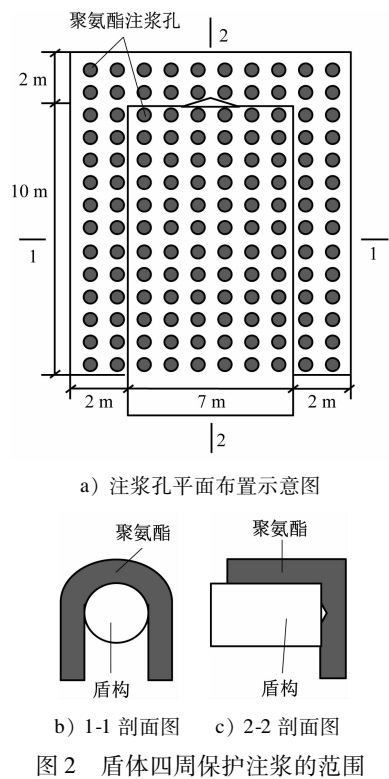 聚氨酯注浆孔
2
2 m
10 m
1
1
2 m
7 m
2 m
2
a）注浆孔平面布置示意图
聚氨酯
聚氨酯
盾构
盾构
b）1-1 剖面图
c）2-2 剖面图
图 2 盾体四周保护注浆的范围